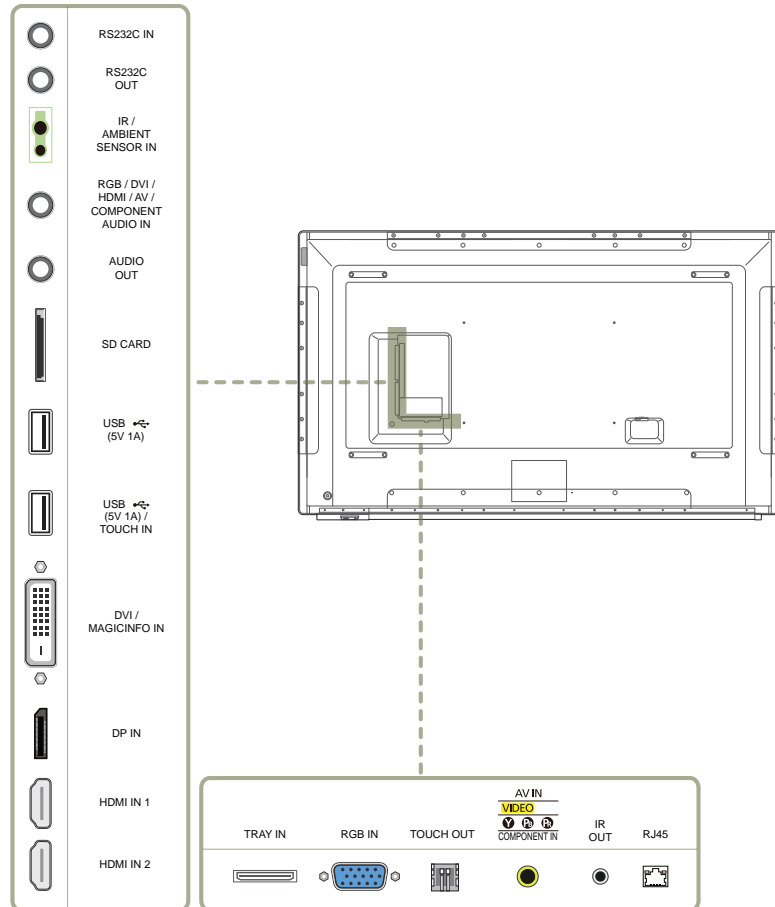 RS232C IN
RS232C
OUT
IR /
AMBIENT
SENSOR IN
RGB / DVI /
HDMI / AV /
COMPONENT
AUDIO IN
AUDIO
OUT
SD CARD
USB
(5V 1A)
USB
(5V 1A) /
TOUCH IN
DVI /
MAGICINFO IN
DP IN
HDMI IN 1
HDMI IN 2
TRAY IN
RGB IN
TOUCH OUT
AV IN
VIDEO
Y PB PR
COMPONENT IN
IR
OUT
RJ45